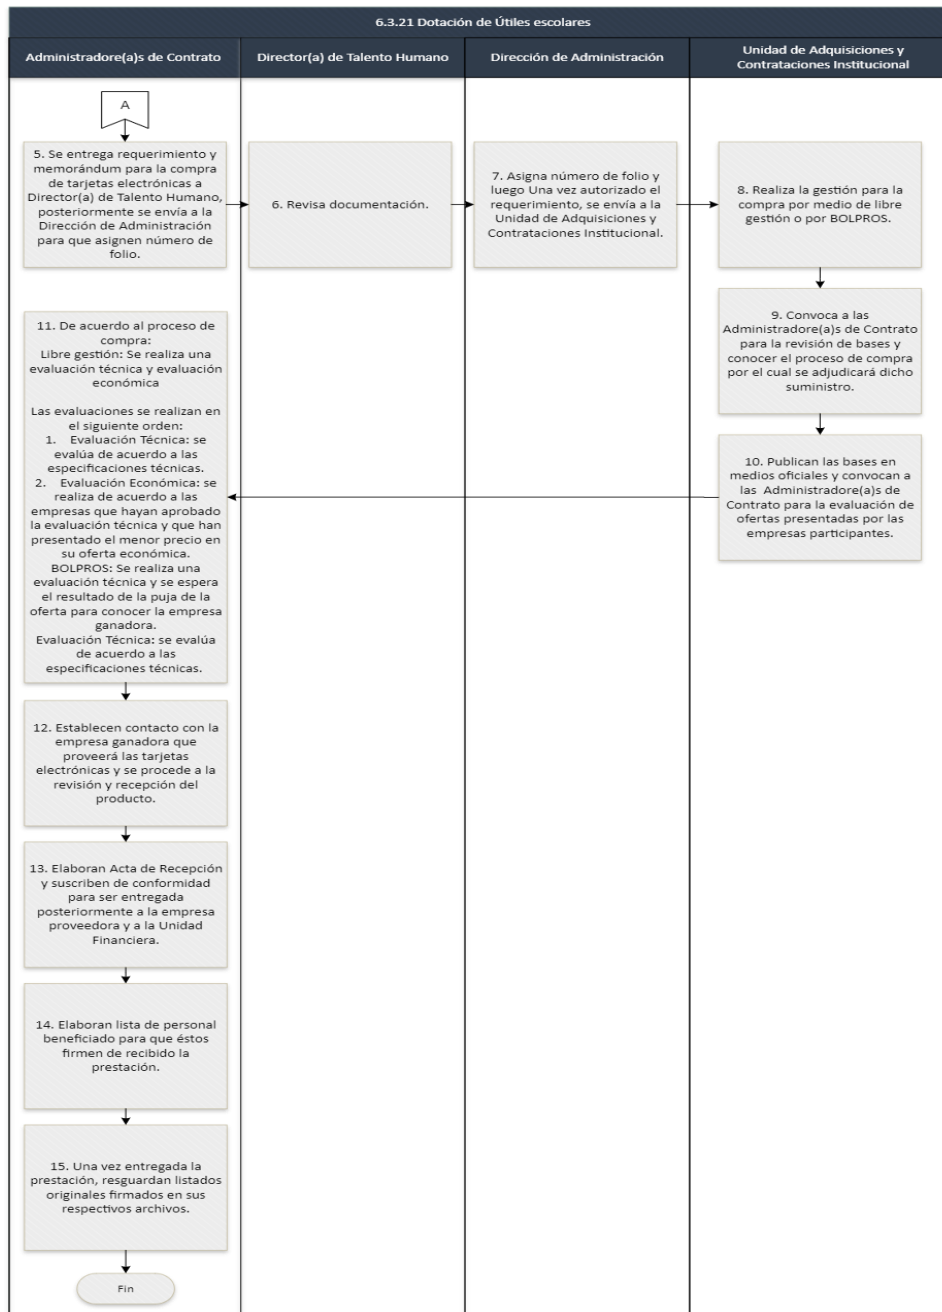 6.3.21 Dotación de Útiles escolares
Administradore(a)s de Contrato
Director(a) de Talento Humano
Dirección de Administración
Unidad de Adquisiciones y
Contrataciones Institucional
A
5. Se entrega requerimiento y
memorándum para la compra
de tarjetas electrónicas a
Director(a) de Talento Humano,
posteriormente se envía a la
Dirección de Administración
para que asignen número de
folio.
6. Revisa documentación.
7. Asigna número de folio y
luego Una vez autorizado el
requerimiento, se envía a la
Unidad de Adquisiciones y
Contrataciones Institucional.
8. Realiza la gestión para la
compra por medio de libre
gestión o por BOLPROS.
9. Convoca a las
Administradore(a)s de Contrato
para la revisión de bases y
conocer el proceso de compra
por el cual se adjudicará dicho
suministro.
10. Publican las bases en
medios oficiales y convocan a
las Administradore(a)s de
Contrato para la evaluación de
ofertas presentadas por las
empresas participantes.
11. De acuerdo al proceso de
compra:
Libre gestión: Se realiza una
evaluación técnica y evaluación
económica
Las evaluaciones se realizan en
el siguiente orden:
1. Evaluación Técnica: se
evalúa de acuerdo a las
especificaciones técnicas.
2. Evaluación Económica: se
realiza de acuerdo a las
empresas que hayan aprobado
la evaluación técnica y que han
presentado el menor precio en
su oferta económica.
BOLPROS: Se realiza una
evaluación técnica y se espera
el resultado de la puja de la
oferta para conocer la empresa
ganadora.
Evaluación Técnica: se evalúa
de acuerdo a las
especificaciones técnicas.
12. Establecen contacto con la
empresa ganadora que
proveerá las tarjetas
electrónicas y se procede a la
revisión y recepción del
producto.
13. Elaboran Acta de Recepción
y suscriben de conformidad
para ser entregada
posteriormente a la empresa
proveedora y a la Unidad
Financiera.
14. Elaboran lista de personal
beneficiado para que éstos
firmen de recibido la
prestación.
15. Una vez entregada la
prestación, resguardan listados
originales firmados en sus
respectivos archivos.
Fin